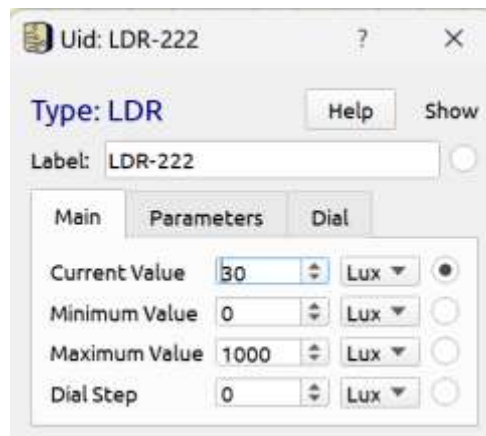 Uid: LDR-222 ? ×
Type: LDR Help Show
Label: LDR-222
Main Parameters Dial
Current Value 30 Lux
Minimum Value 0 Lux
Maximum Value 1000 Lux
Dial Step 0 Lux